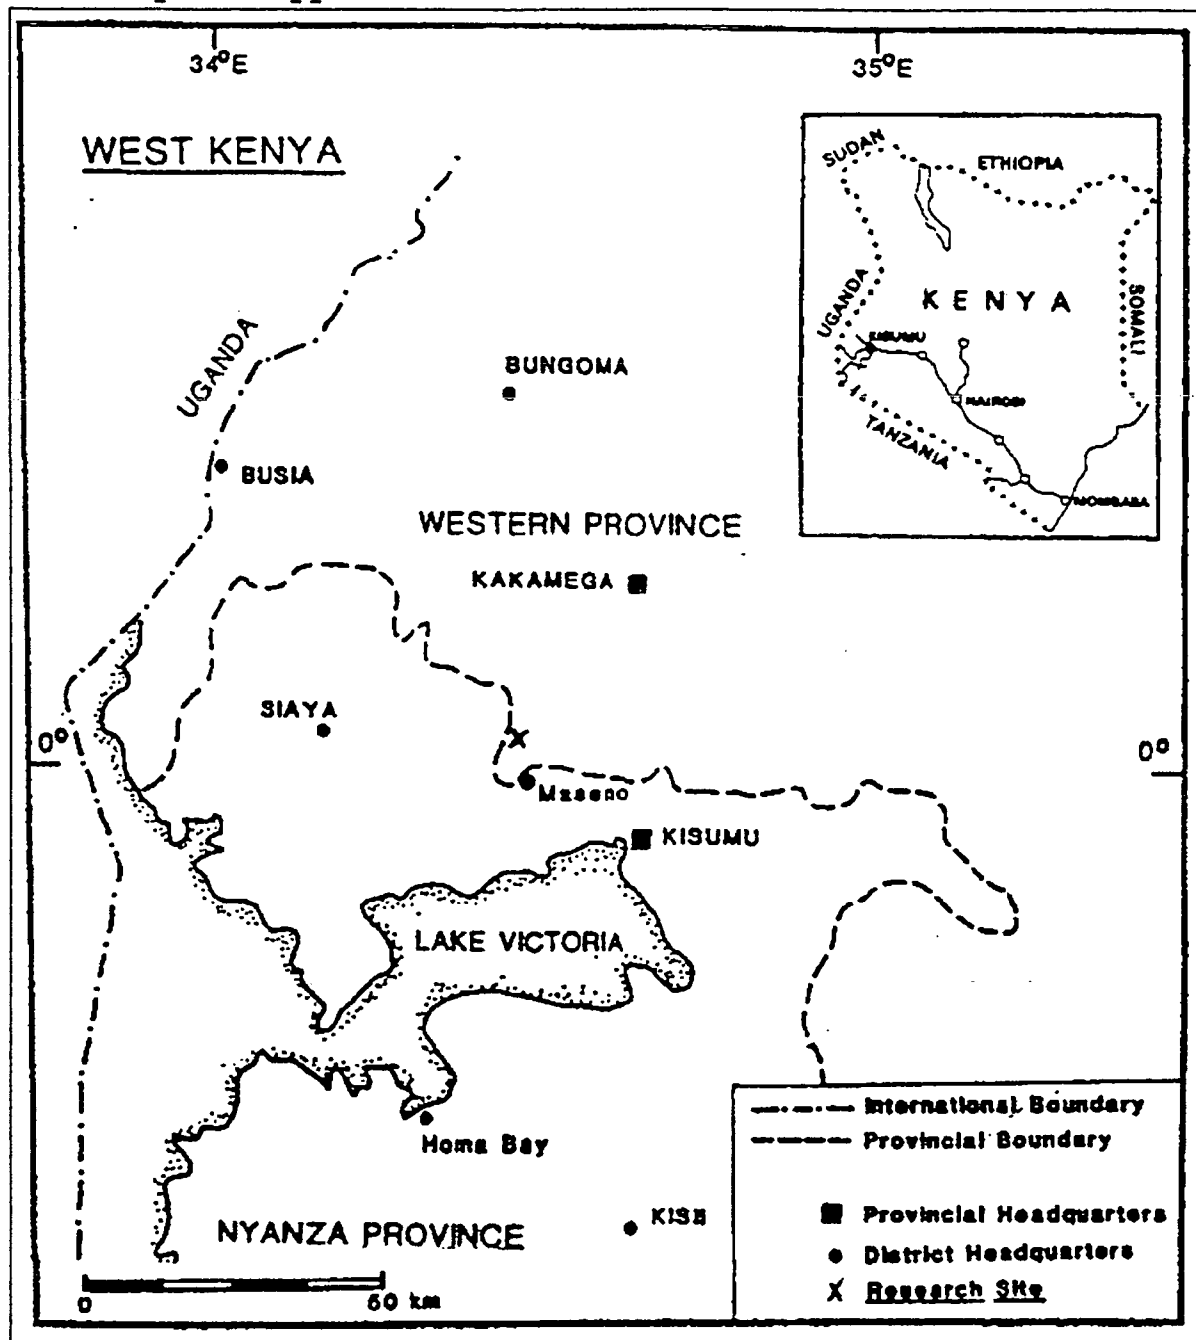 34°E
35°E
WEST KENYA
SUDAN
ETHIOPIA
UGANDA
KENYA
SOMALI
KISUMU
NAIROBI
TANZANIA
MOMBASA
UGANDA
BUNGOMA
BUSIA
WESTERN PROVINCE
KAKAMEGA
SIAYA
0°
0°
Maseno
KISUMU
LAKE VICTORIA
Homa Bay
KISII
NYANZA PROVINCE
0
50 km
International Boundary
Provincial Boundary
Provincial Headquarters
District Headquarters
X Research Site